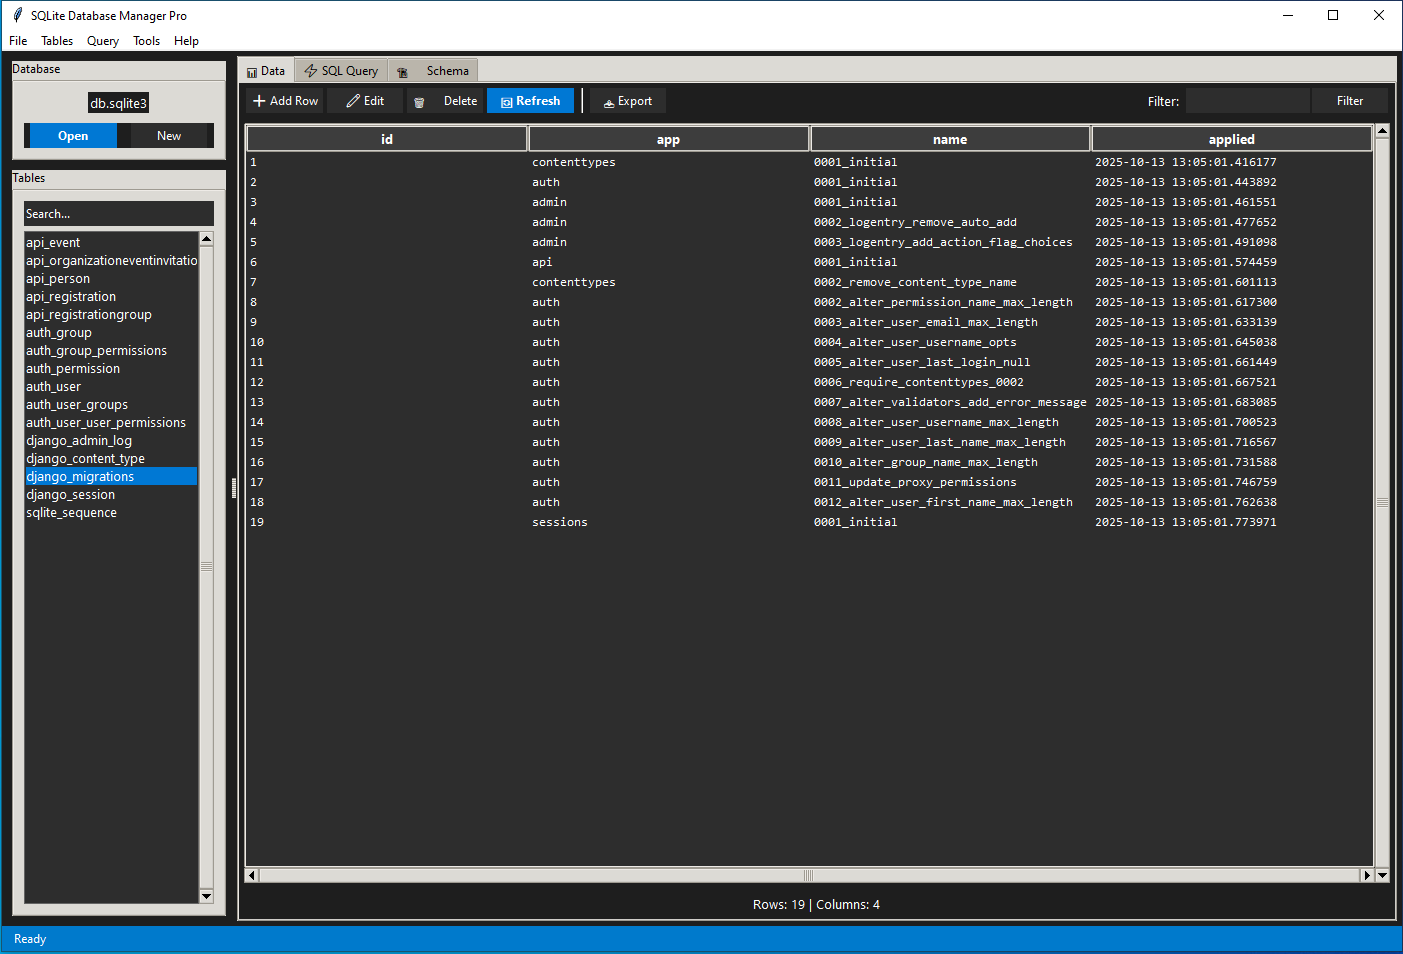 SQLite Database Manager Pro
File Tables Query Tools Help
Database
db.sqlite3
Open New
Tables
Search...
api_event
api_organizationeventinvitatio
api_person
api_registration
api_registrationgroup
auth_group
auth_group_permissions
auth_permission
auth_user
auth_user_groups
auth_user_user_permissions
django_admin_log
django_content_type
django_migrations
django_session
sqlite_sequence
Data SQL Query Schema
Add Row Edit Delete Refresh Export Filter: Filter
id app name applied
1 contenttypes 0001_initial 2025-10-13 13:05:01.416177
2 auth 0001_initial 2025-10-13 13:05:01.443892
3 admin 0001_initial 2025-10-13 13:05:01.461551
4 admin 0002_logentry_remove_auto_add 2025-10-13 13:05:01.477652
5 admin 0003_logentry_add_action_flag_choices 2025-10-13 13:05:01.491098
6 api 0001_initial 2025-10-13 13:05:01.574459
7 contenttypes 0002_remove_content_type_name 2025-10-13 13:05:01.601113
8 auth 0002_alter_permission_name_max_length 2025-10-13 13:05:01.617300
9 auth 0003_alter_user_email_max_length 2025-10-13 13:05:01.633139
10 auth 0004_alter_user_username_opts 2025-10-13 13:05:01.645038
11 auth 0005_alter_user_last_login_null 2025-10-13 13:05:01.661449
12 auth 0006_require_contenttypes_0002 2025-10-13 13:05:01.667521
13 auth 0007_alter_validators_add_error_message 2025-10-13 13:05:01.683085
14 auth 0008_alter_user_username_max_length 2025-10-13 13:05:01.700523
15 auth 0009_alter_user_last_name_max_length 2025-10-13 13:05:01.716567
16 auth 0010_alter_group_name_max_length 2025-10-13 13:05:01.731588
17 auth 0011_update_proxy_permissions 2025-10-13 13:05:01.746759
18 auth 0012_alter_user_first_name_max_length 2025-10-13 13:05:01.762638
19 sessions 0001_initial 2025-10-13 13:05:01.773971
Rows: 19 | Columns: 4
Ready